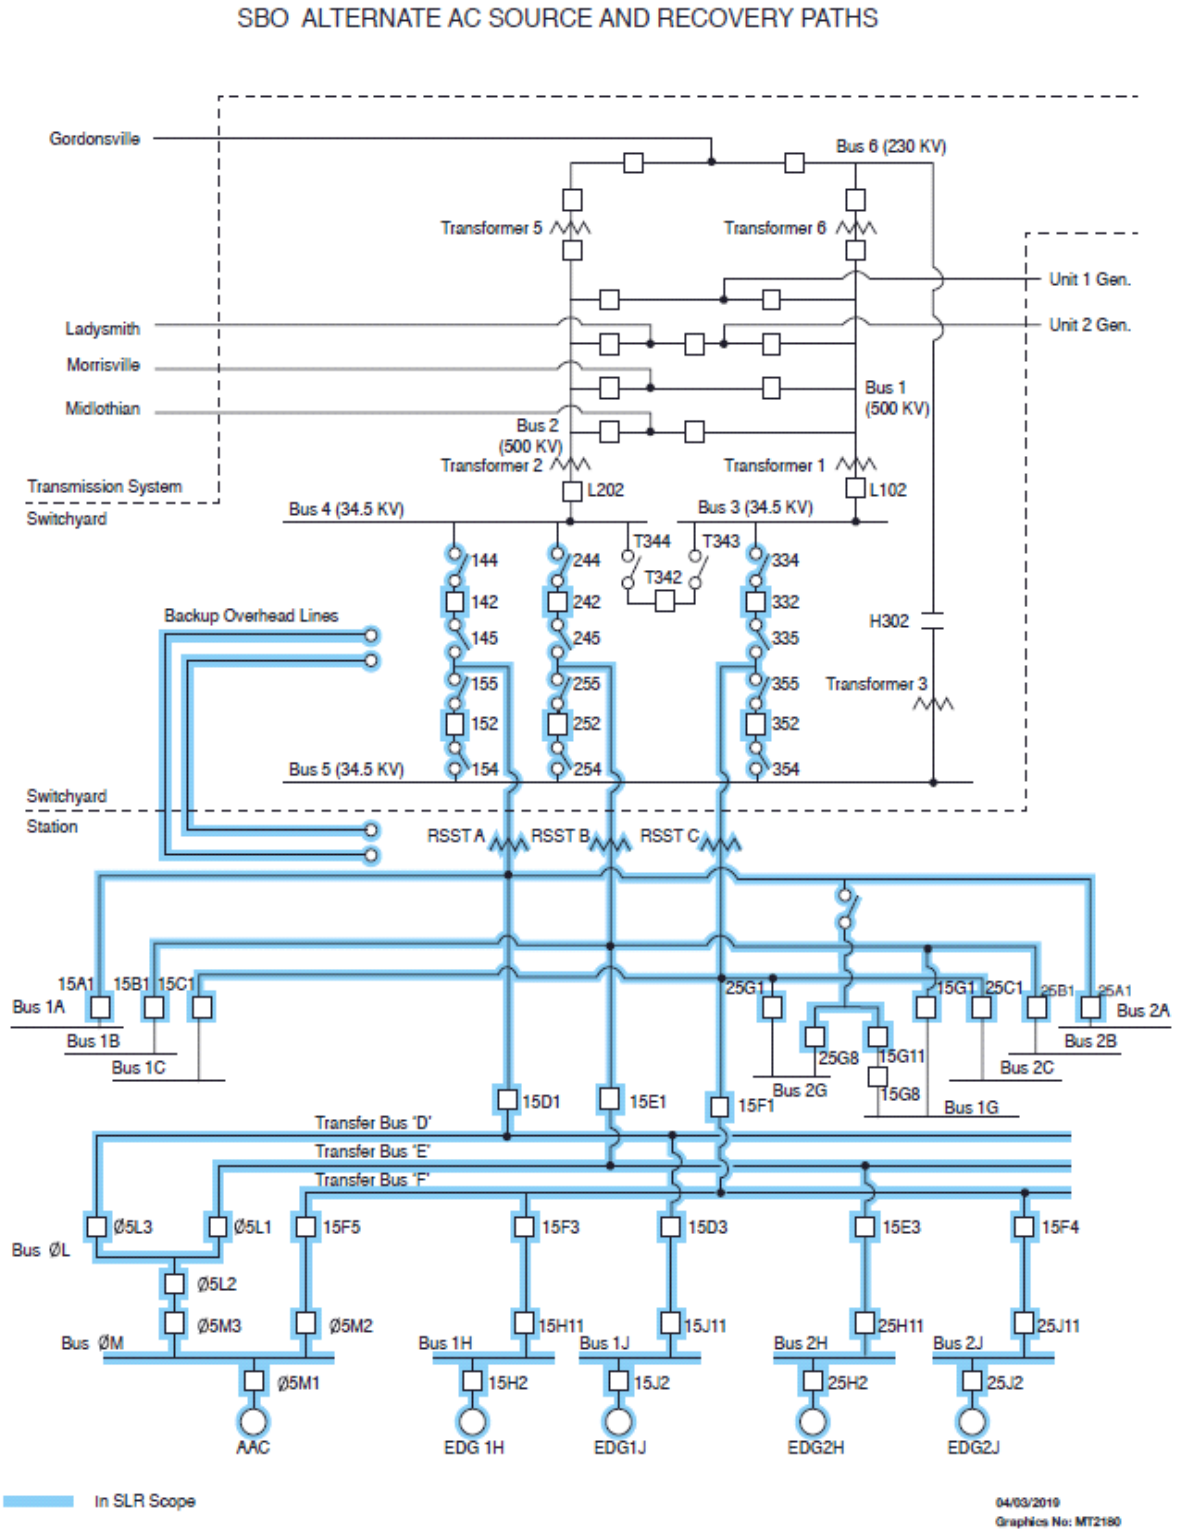 SBO ALTERNATE AC SOURCE AND RECOVERY PATHS
Gordonsville
Bus 6 (230 KV)
Transformer 5
Transformer 6
Unit 1 Gen.
Ladysmith
Unit 2 Gen.
Morrisville
Bus 1
(500 KV)
Midlothian
Bus 2
(500 KV)
Transformer 2
Transformer 1
Transmission System
L202
L102
Switchyard
Bus 4 (34.5 KV)
Bus 3 (34.5 KV)
T344
T343
144
244
334
T342
142
242
332
Backup Overhead Lines
H302
145
245
335
155
255
355
Transformer 3
152
252
352
Bus 5 (34.5 KV)
154
254
354
Switchyard
Station
RSST A
RSST B
RSST C
15A1
15B1
15C1
25G1
15G1
25C1
25B1
25A1
Bus 1A
Bus 2A
Bus 1B
Bus 2B
Bus 1C
25G8
15G11
Bus 2C
Bus 2G
15G8
Bus 1G
15D1
15E1
15F1
Transfer Bus 'D'
Transfer Bus 'E'
Transfer Bus 'F'
Ø5L3
Ø5L1
15F5
15F3
15D3
15E3
15F4
Bus ØL
Ø5L2
Ø5M3
Ø5M2
15H11
15J11
25H11
25J11
Bus ØM
Bus 1H
Bus 1J
Bus 2H
Bus 2J
Ø5M1
15H2
15J2
25H2
25J2
AAC
EDG 1H
EDG1J
EDG2H
EDG2J
In SLR Scope
04/03/2019
Graphics No: MT2180